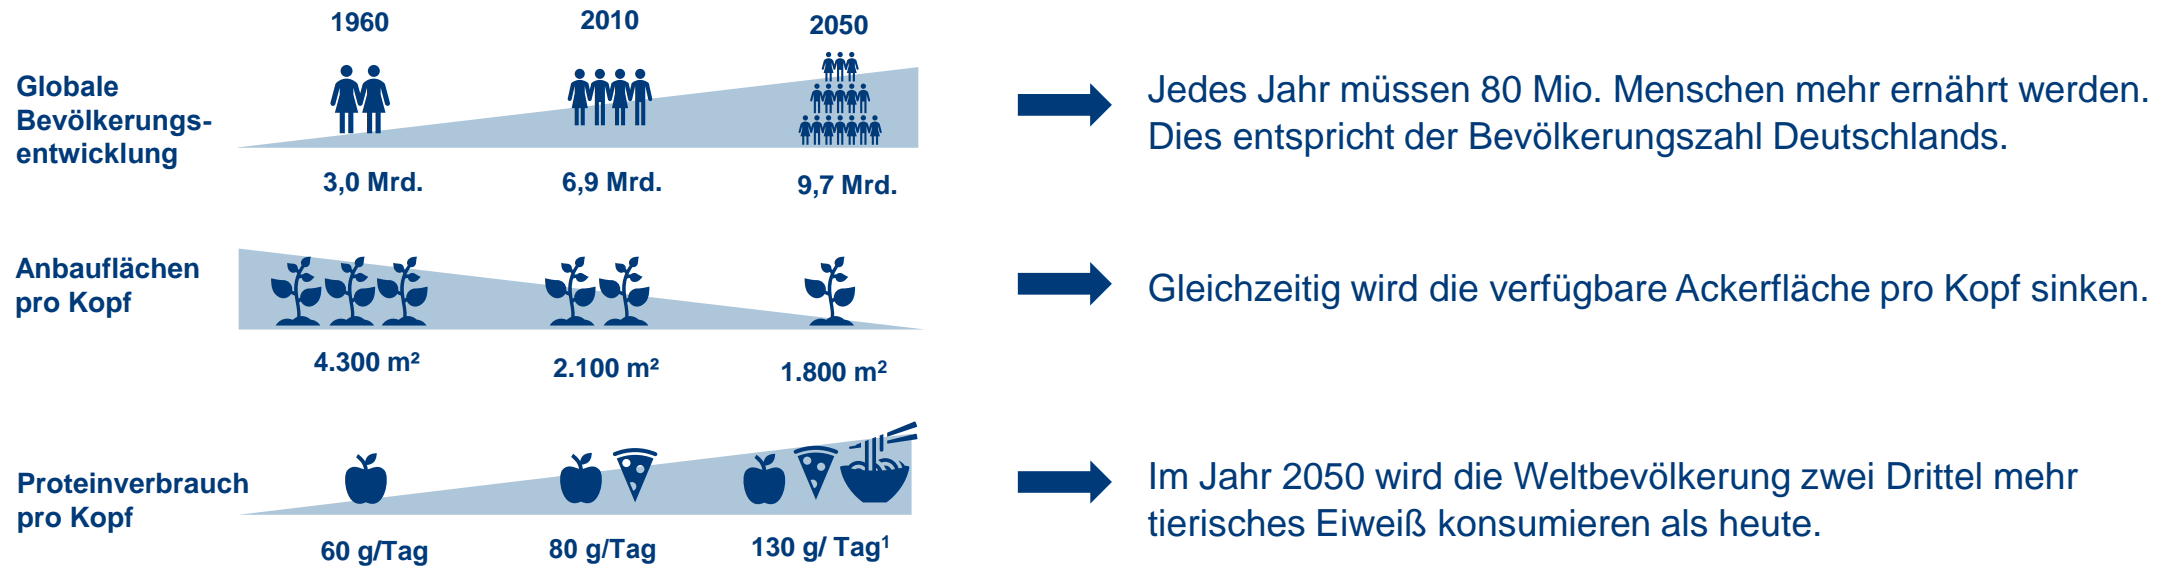 1960
2010
2050
Globale
Bevölkerungs-
entwicklung
3,0 Mrd.
6,9 Mrd.
9,7 Mrd.
Jedes Jahr müssen 80 Mio. Menschen mehr ernährt werden.
Dies entspricht der Bevölkerungszahl Deutschlands.
Anbauflächen
pro Kopf
4.300 m²
2.100 m²
1.800 m²
Gleichzeitig wird die verfügbare Ackerfläche pro Kopf sinken.
Proteinverbrauch
pro Kopf
60 g/Tag
80 g/Tag
130 g/ Tag¹
Im Jahr 2050 wird die Weltbevölkerung zwei Drittel mehr
tierisches Eiweiß konsumieren als heute.